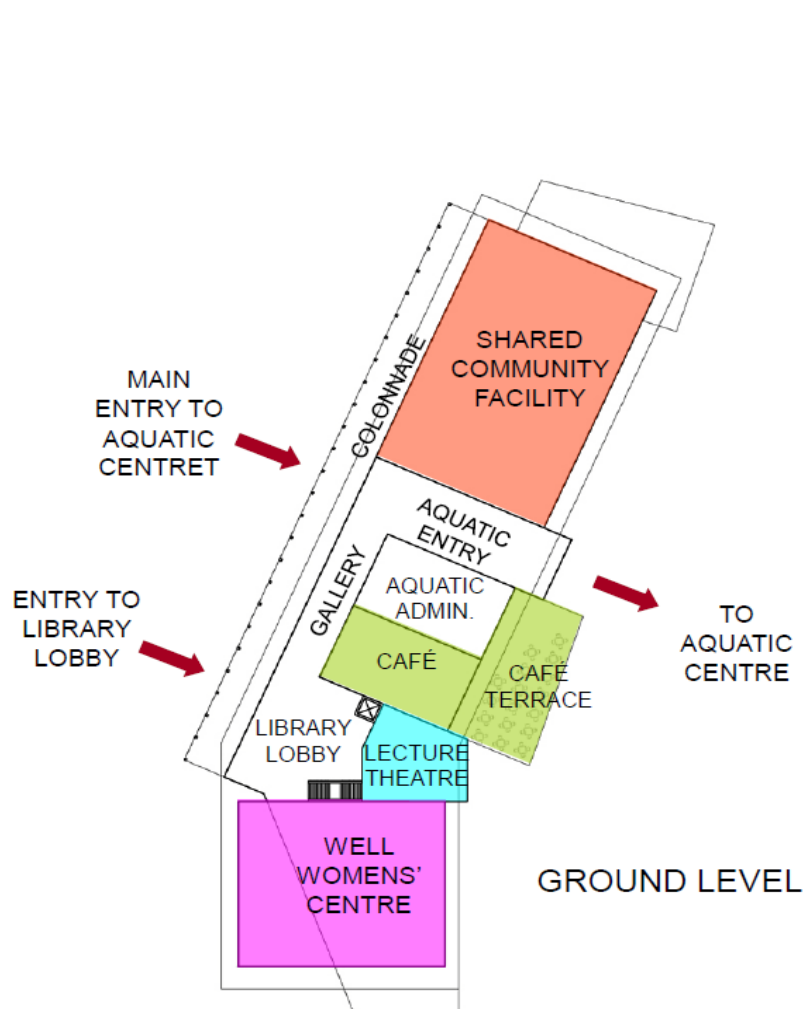 SHARED
COMMUNITY
FACILITY
COLONNADE
MAIN
ENTRY TO
AQUATIC
CENTRET
AQUATIC
ENTRY
GALLERY
AQUATIC
ADMIN.
ENTRY TO
LIBRARY
LOBBY
TO
AQUATIC
CENTRE
CAFÉ
CAFÉ
TERRACE
LIBRARY
LOBBY
LECTURE
THEATRE
WELL
WOMENS’
CENTRE
GROUND LEVEL